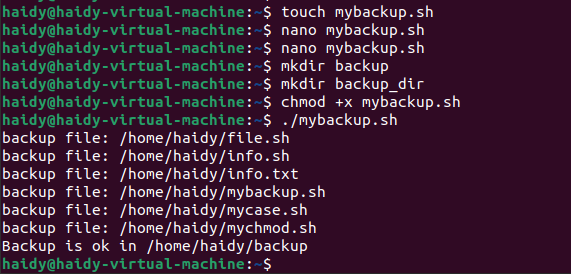 haidy@haidy-virtual-machine:~$ touch mybackup.sh
haidy@haidy-virtual-machine:~$ nano mybackup.sh
haidy@haidy-virtual-machine:~$ nano mybackup.sh
haidy@haidy-virtual-machine:~$ mkdir backup
haidy@haidy-virtual-machine:~$ mkdir backup_dir
haidy@haidy-virtual-machine:~$ chmod +x mybackup.sh
haidy@haidy-virtual-machine:~$ ./mybackup.sh
backup file: /home/haidy/file.sh
backup file: /home/haidy/info.sh
backup file: /home/haidy/info.txt
backup file: /home/haidy/mybackup.sh
backup file: /home/haidy/mycase.sh
backup file: /home/haidy/mychmod.sh
Backup is ok in /home/haidy/backup
haidy@haidy-virtual-machine:~$